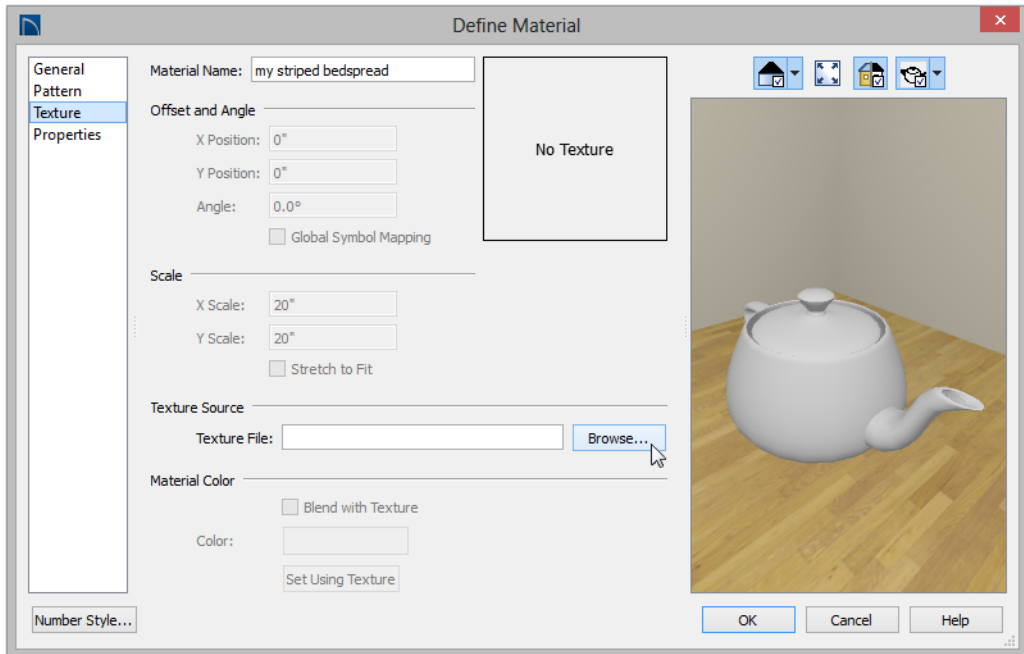 Define Material
General
Pattern
Texture
Properties
Material Name: my striped bedspread
Offset and Angle
X Position: 0"
Y Position: 0"
Angle: 0.0°
Global Symbol Mapping
No Texture
Scale
X Scale: 20"
Y Scale: 20"
Stretch to Fit
Texture Source
Texture File: Browse...
Material Color
Blend with Texture
Color:
Set Using Texture
Number Style... OK Cancel Help